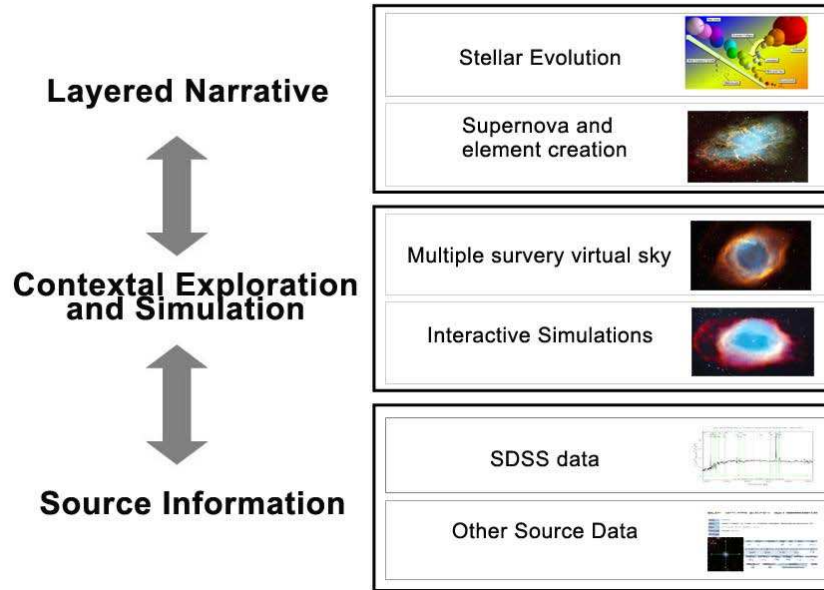 Layered Narrative
Stellar Evolution
Supernova and
element creation
Contextal Exploration
and Simulation
Multiple survery virtual sky
Interactive Simulations
Source Information
SDSS data
Other Source Data